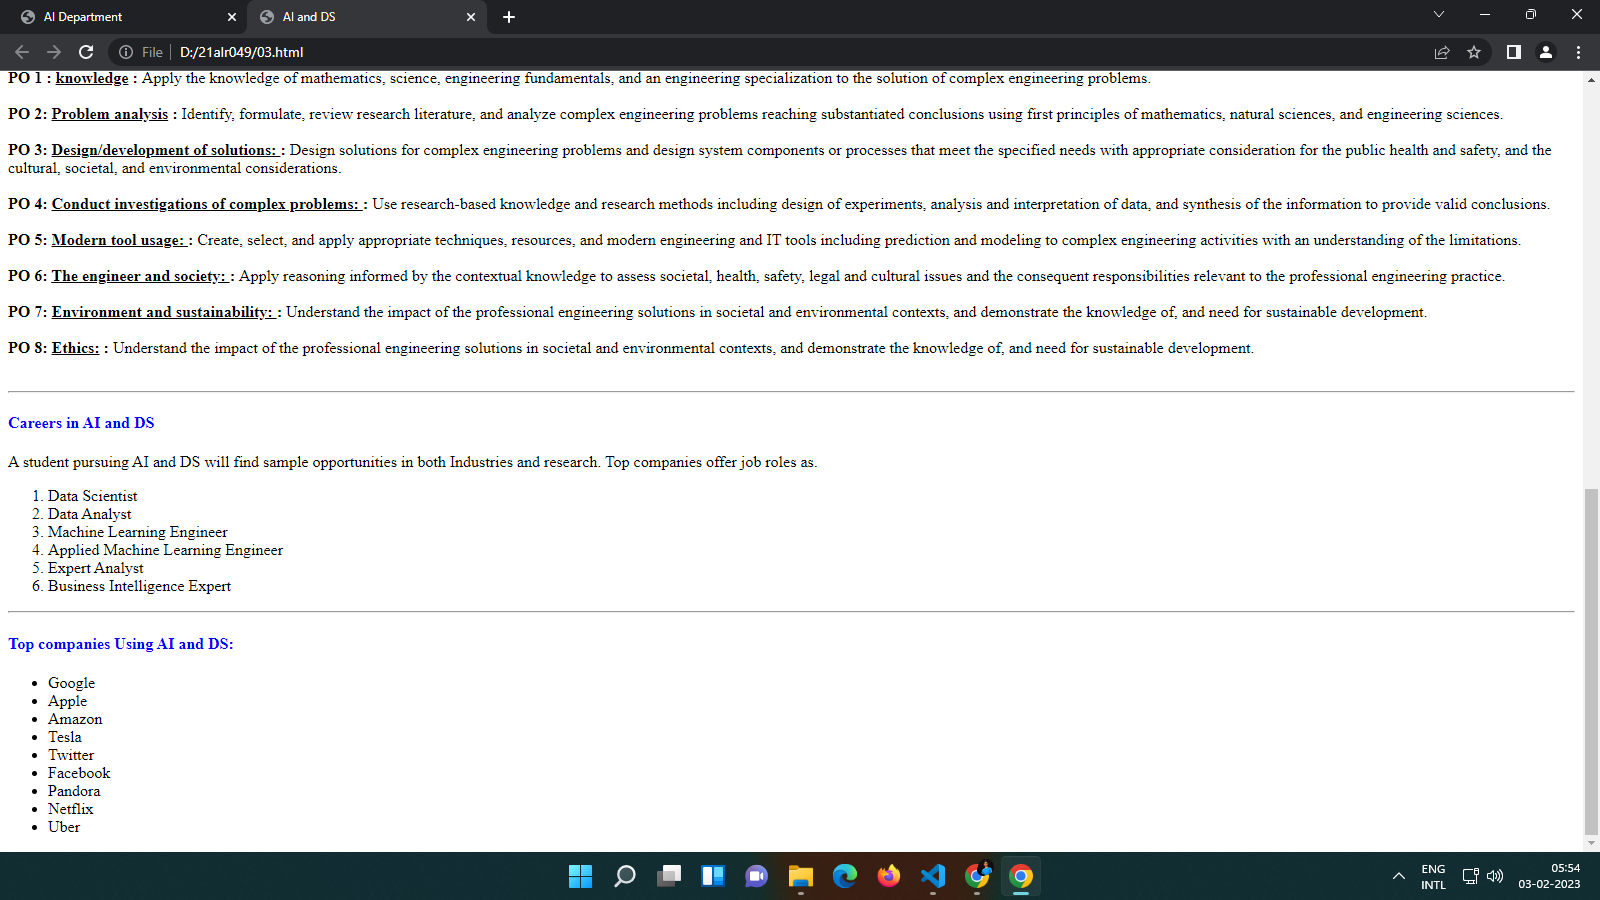 AI Department
AI and DS
File
D:/21alr049/03.html
PO 1 : knowledge : Apply the knowledge of mathematics, science, engineering fundamentals, and an engineering specialization to the solution of complex engineering problems.
PO 2: Problem analysis : Identify, formulate, review research literature, and analyze complex engineering problems reaching substantiated conclusions using first principles of mathematics, natural sciences, and engineering sciences.
PO 3: Design/development of solutions: : Design solutions for complex engineering problems and design system components or processes that meet the specified needs with appropriate consideration for the public health and safety, and the
cultural, societal, and environmental considerations.
PO 4: Conduct investigations of complex problems: : Use research-based knowledge and research methods including design of experiments, analysis and interpretation of data, and synthesis of the information to provide valid conclusions.
PO 5: Modern tool usage: : Create, select, and apply appropriate techniques, resources, and modern engineering and IT tools including prediction and modeling to complex engineering activities with an understanding of the limitations.
PO 6: The engineer and society: : Apply reasoning informed by the contextual knowledge to assess societal, health, safety, legal and cultural issues and the consequent responsibilities relevant to the professional engineering practice.
PO 7: Environment and sustainability: : Understand the impact of the professional engineering solutions in societal and environmental contexts, and demonstrate the knowledge of, and need for sustainable development.
PO 8: Ethics: : Understand the impact of the professional engineering solutions in societal and environmental contexts, and demonstrate the knowledge of, and need for sustainable development.
Careers in AI and DS
A student pursuing AI and DS will find sample opportunities in both Industries and research. Top companies offer job roles as.
1. Data Scientist
2. Data Analyst
3. Machine Learning Engineer
4. Applied Machine Learning Engineer
5. Expert Analyst
6. Business Intelligence Expert
Top companies Using AI and DS:
• Google
• Apple
• Amazon
• Tesla
• Twitter
• Facebook
• Pandora
• Netflix
• Uber
ENG
INTL
05:54
03-02-2023